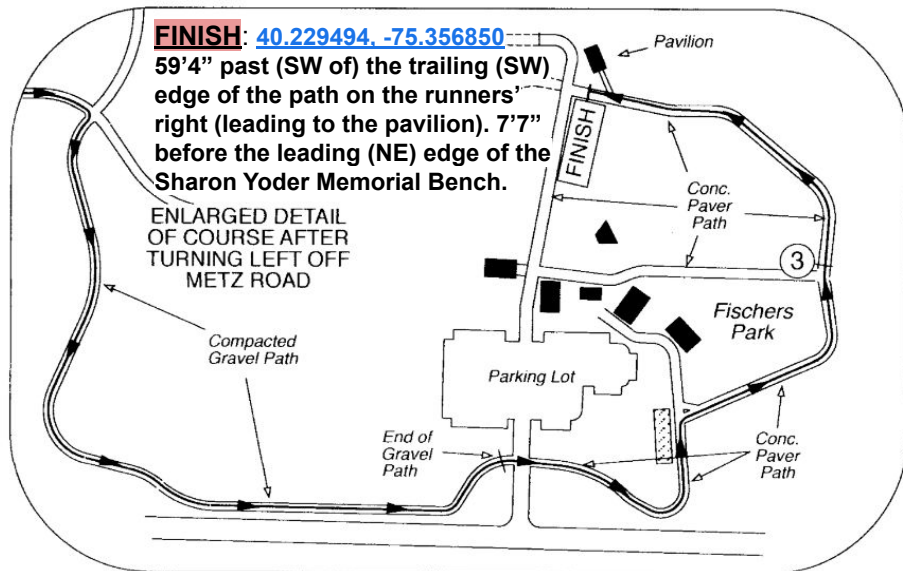 FINISH: 40.229494, -75.356850
59’4” past (SW of) the trailing (SW)
edge of the path on the runners’
right (leading to the pavilion). 7’7”
before the leading (NE) edge of the
Sharon Yoder Memorial Bench.
Pavilion
FINISH
ENLARGED DETAIL
OF COURSE AFTER
TURNING LEFT OFF
METZ ROAD
Conc.
Paver
Path
3
Fischers
Park
Compacted
Gravel Path
Parking Lot
End of
Gravel
Path
Conc.
Paver
Path